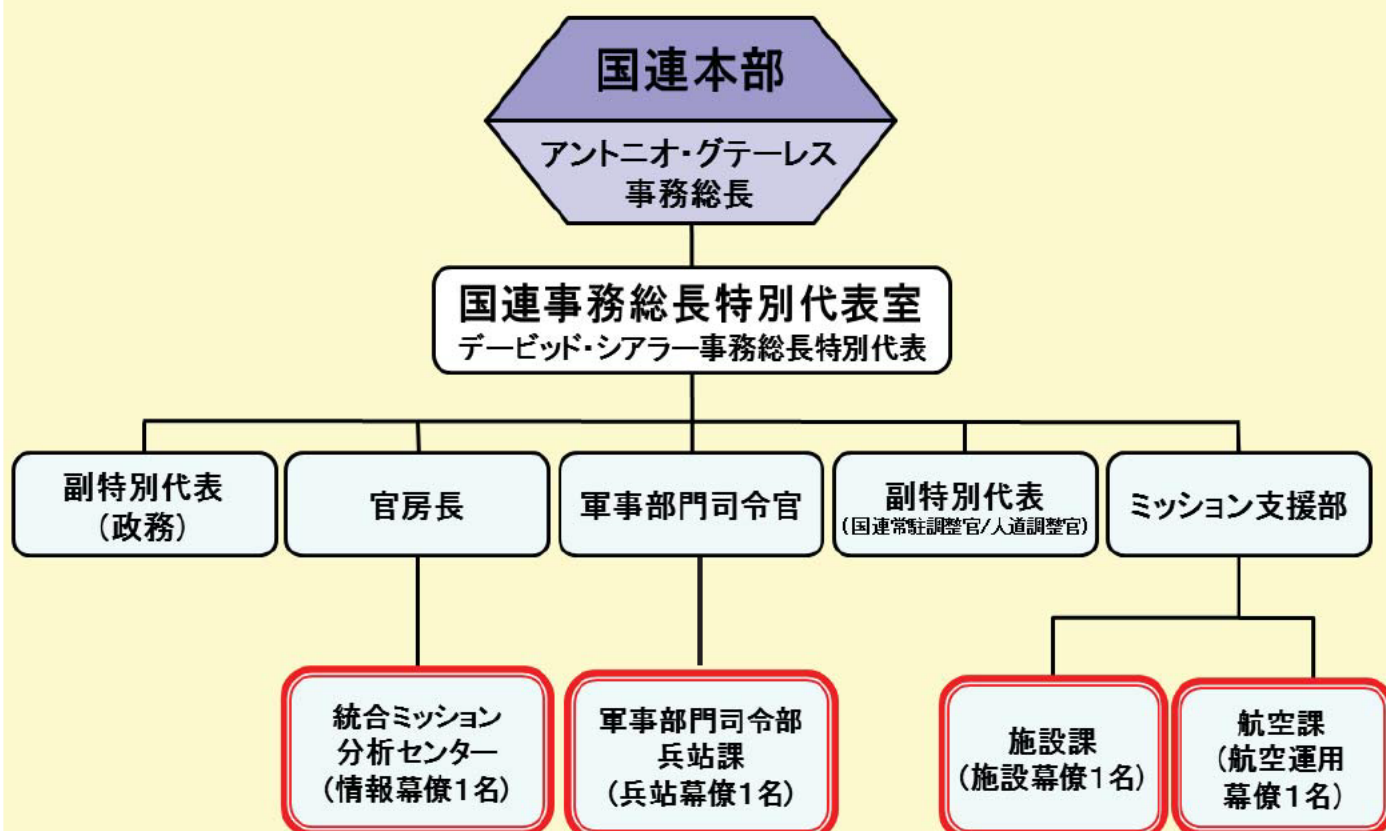 国連本部
アントニオ・グテーレス
事務総長
国連事務総長特別代表室
デービッド・シアラー事務総長特別代表
副特別代表
(政務)
官房長
軍事部門司令官
副特別代表
(国連常駐調整官/人道調整官)
ミッション支援部
統合ミッション
分析センター
(情報幕僚1名)
軍事部門司令部
兵站課
(兵站幕僚1名)
施設課
(施設幕僚1名)
航空課
(航空運用
幕僚1名)